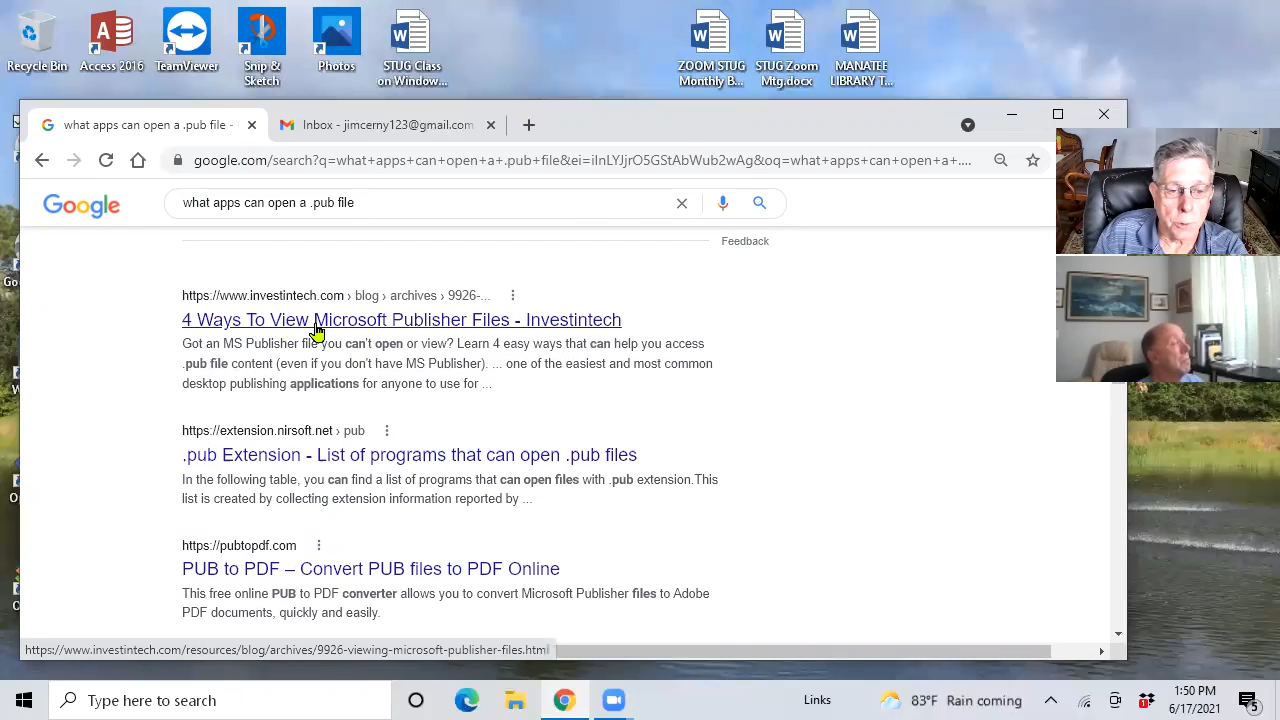 Recycle Bin
Access 2016
TeamViewer
Snip &
Sketch
Photos
STUG Class
on Window...
ZOOM STUG
Monthly B...
STUG Zoom
Mtg.docx
MANATEE
LIBRARY T...
what apps can open a .pub file -
Inbox - jimcerny123@gmail.com
google.com/search?q=what+apps+can+open+a+.pub+file&ei=iInLYJjrO5GStAbWub2wAg&oq=what+apps+can+open+a+....
Google
what apps can open a .pub file
Feedback
https://www.investintech.com › blog › archives › 9926-...
4 Ways To View Microsoft Publisher Files - Investintech
Got an MS Publisher file you can't open or view? Learn 4 easy ways that can help you access
.pub file content (even if you don't have MS Publisher). ... one of the easiest and most common
desktop publishing applications for anyone to use for ...
https://extension.nirsoft.net › pub
.pub Extension - List of programs that can open .pub files
In the following table, you can find a list of programs that can open files with .pub extension.This
list is created by collecting extension information reported by ...
https://pubtopdf.com
PUB to PDF – Convert PUB files to PDF Online
This free online PUB to PDF converter allows you to convert Microsoft Publisher files to Adobe
PDF documents, quickly and easily.
https://www.investintech.com/resources/blog/archives/9926-viewing-microsoft-publisher-files.html
Type here to search
Links
83°F Rain coming
1
1:50 PM
6/17/2021
5